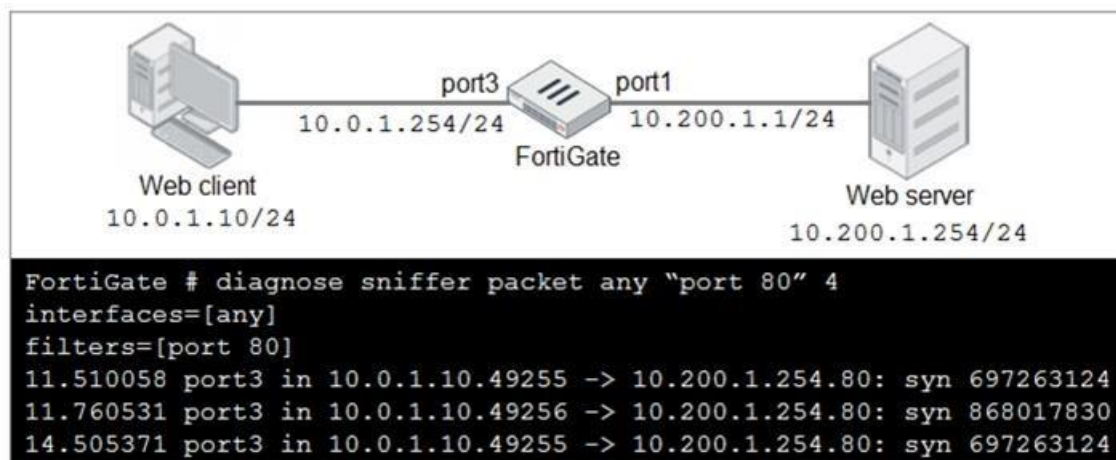 port3
port1
10.0.1.254/24
10.200.1.1/24
FortiGate
Web client
10.0.1.10/24
Web server
10.200.1.254/24
FortiGate # diagnose sniffer packet any “port 80” 4
interfaces=[any]
filters=[port 80]
11.510058 port3 in 10.0.1.10.49255 -> 10.200.1.254.80: syn 697263124
11.760531 port3 in 10.0.1.10.49256 -> 10.200.1.254.80: syn 868017830
14.505371 port3 in 10.0.1.10.49255 -> 10.200.1.254.80: syn 697263124